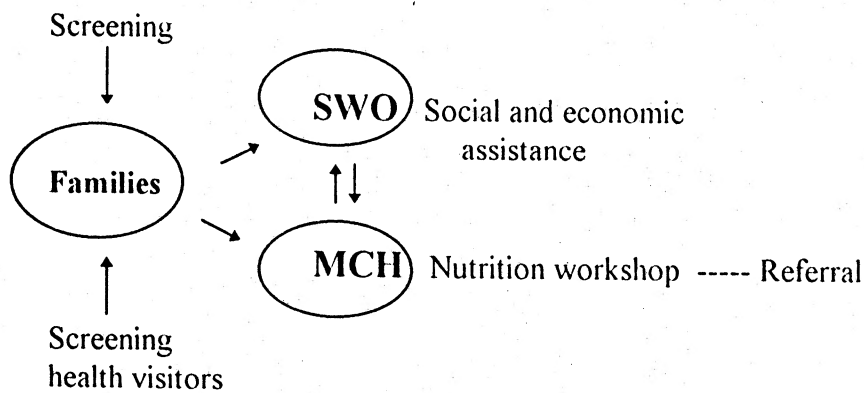 Screening
SWO Social and economic
assistance
Families
MCH Nutrition workshop ----- Referral
Screening
health visitors